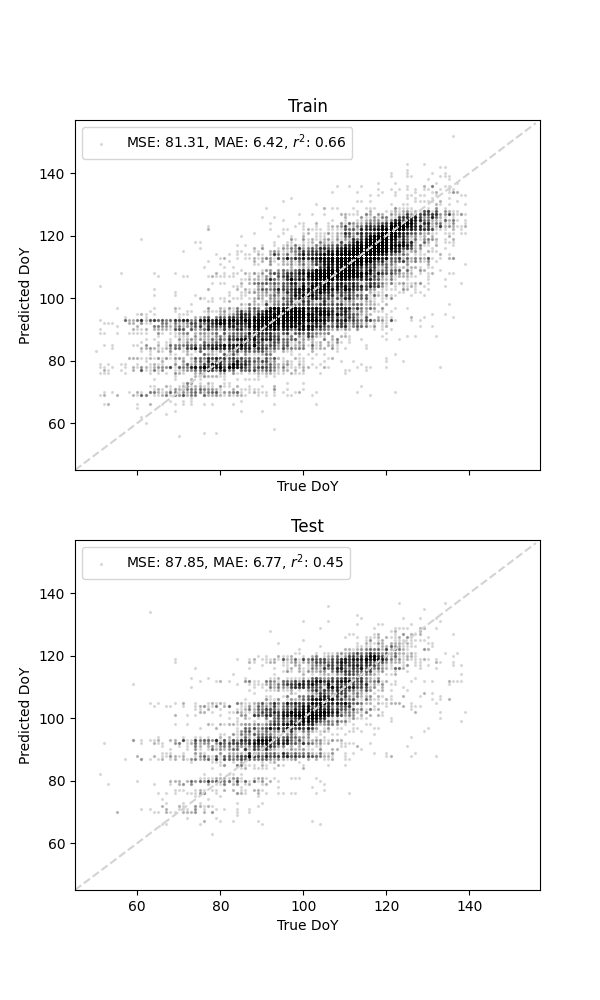 Train
MSE: 81.31, MAE: 6.42, r²: 0.66
140
120
100
80
60
Predicted DoY
True DoY
Test
MSE: 87.85, MAE: 6.77, r²: 0.45
140
120
100
80
60
Predicted DoY
60 80 100 120 140
True DoY